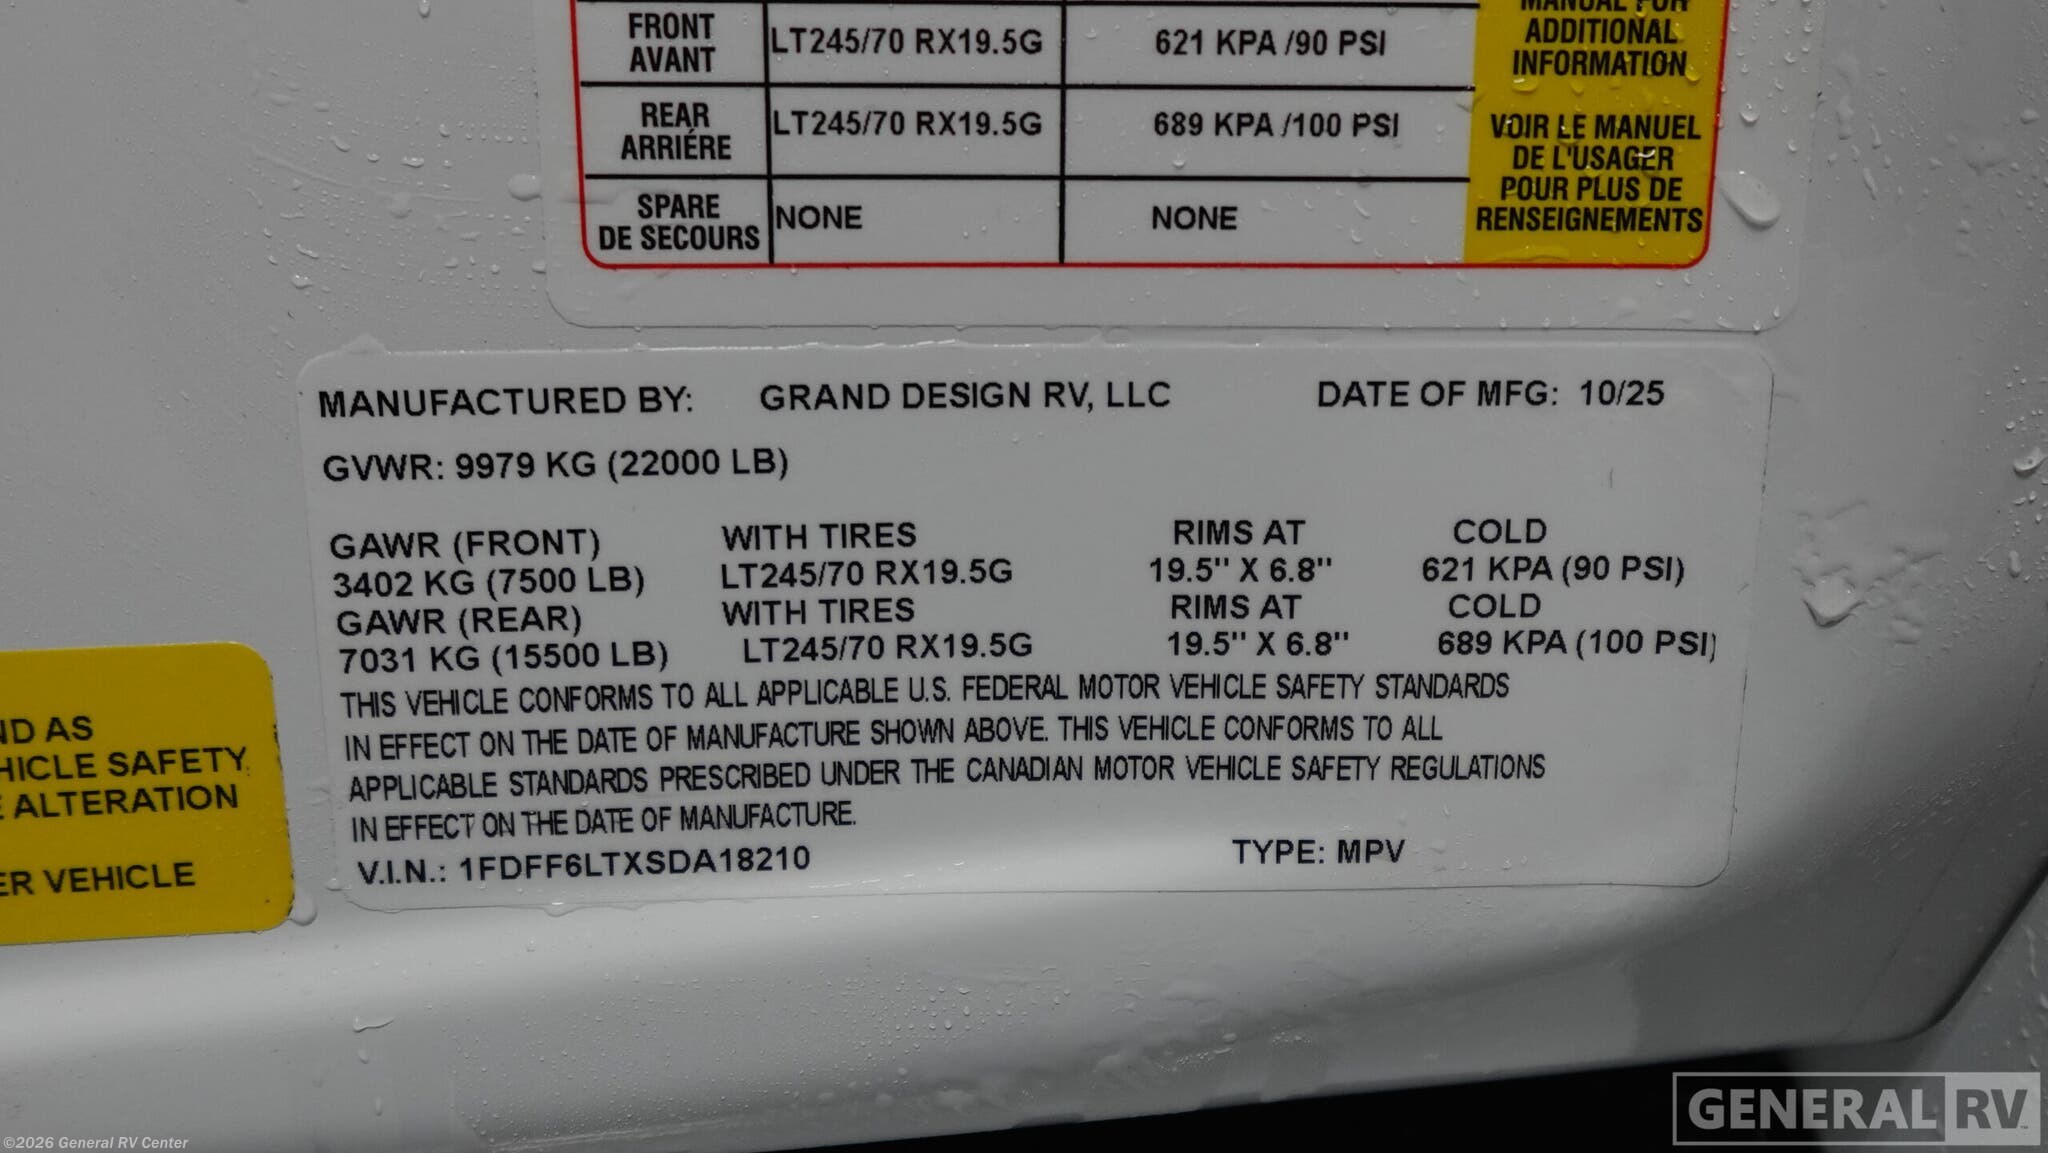 MANUAL FOR
ADDITIONAL
INFORMATION
FRONT
AVANT
LT245/70 RX19.5G 621 KPA /90 PSI
REAR
ARRIÉRE
LT245/70 RX19.5G 689 KPA /100 PSI
VOIR LE MANUEL
DE L'USAGER
POUR PLUS DE
RENSEIGNEMENTS
SPARE
DE SECOURS
NONE NONE
MANUFACTURED BY: GRAND DESIGN RV, LLC DATE OF MFG: 10/25
GVWR: 9979 KG (22000 LB)
GAWR (FRONT) WITH TIRES RIMS AT COLD
3402 KG (7500 LB) LT245/70 RX19.5G 19.5" X 6.8" 621 KPA (90 PSI)
GAWR (REAR) WITH TIRES RIMS AT COLD
7031 KG (15500 LB) LT245/70 RX19.5G 19.5" X 6.8" 689 KPA (100 PSI)
THIS VEHICLE CONFORMS TO ALL APPLICABLE U.S. FEDERAL MOTOR VEHICLE SAFETY STANDARDS
IN EFFECT ON THE DATE OF MANUFACTURE SHOWN ABOVE. THIS VEHICLE CONFORMS TO ALL
APPLICABLE STANDARDS PRESCRIBED UNDER THE CANADIAN MOTOR VEHICLE SAFETY REGULATIONS
IN EFFECT ON THE DATE OF MANUFACTURE.
V.I.N.: 1FDFF6LTXSDA18210 TYPE: MPV
AS
SAFETY
ALTERATION
VEHICLE
GENERAL RV
©2026 General RV Center